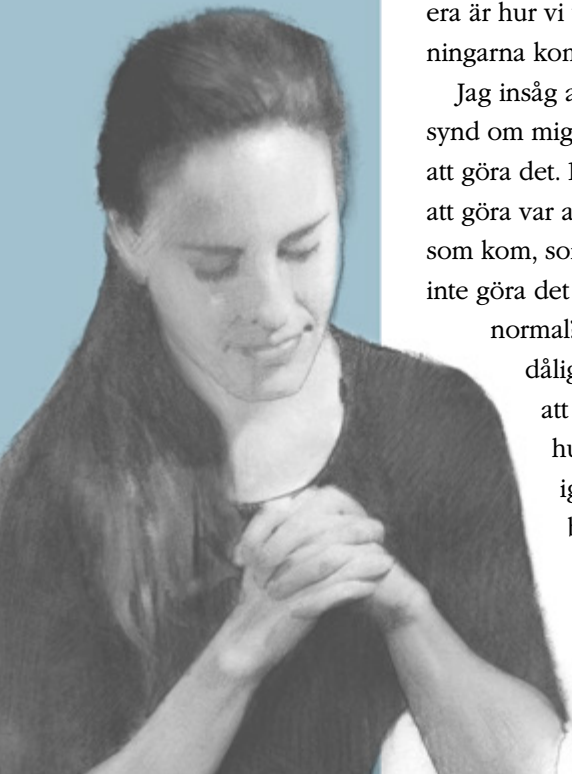 era är hur vi
ningarna kon
Jag insåg a
synd om mig
att göra det.
att göra var a
som kom, so
inte göra det
normal
dålig
att
hu
ig
b